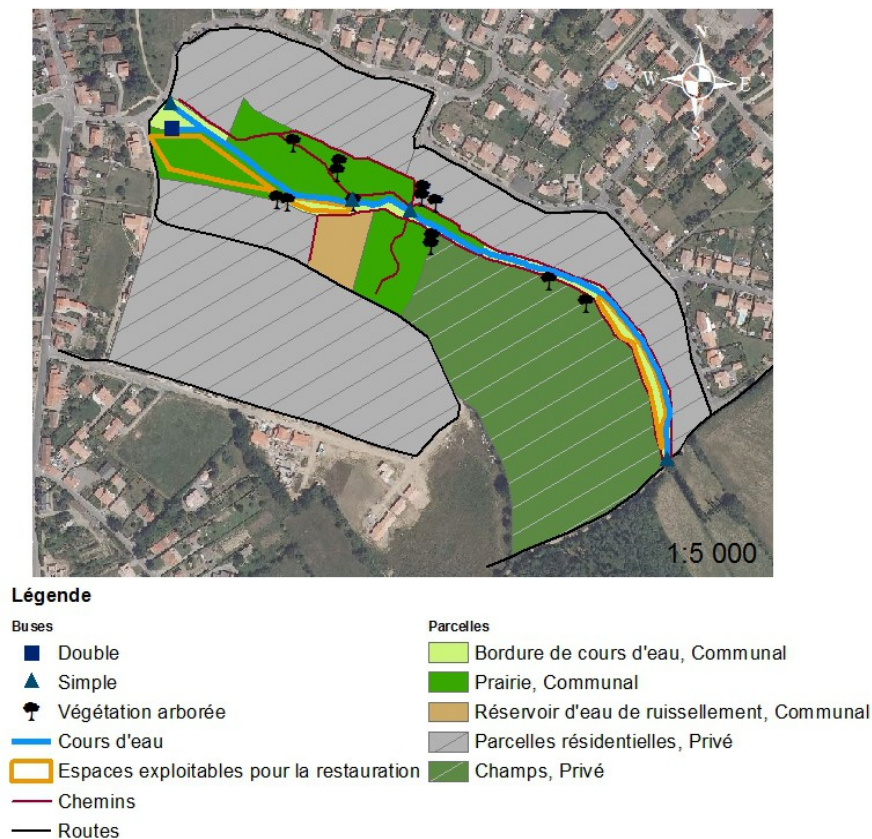 N
W E
S
1:5 000
Légende
Buses
Double
Simple
Végétation arborée
Cours d'eau
Espaces exploitables pour la restauration
Chemins
Routes
Parcelles
Bordure de cours d'eau, Communal
Prairie, Communal
Réservoir d'eau de ruissellement, Communal
Parcelles résidentielles, Privé
Champs, Privé